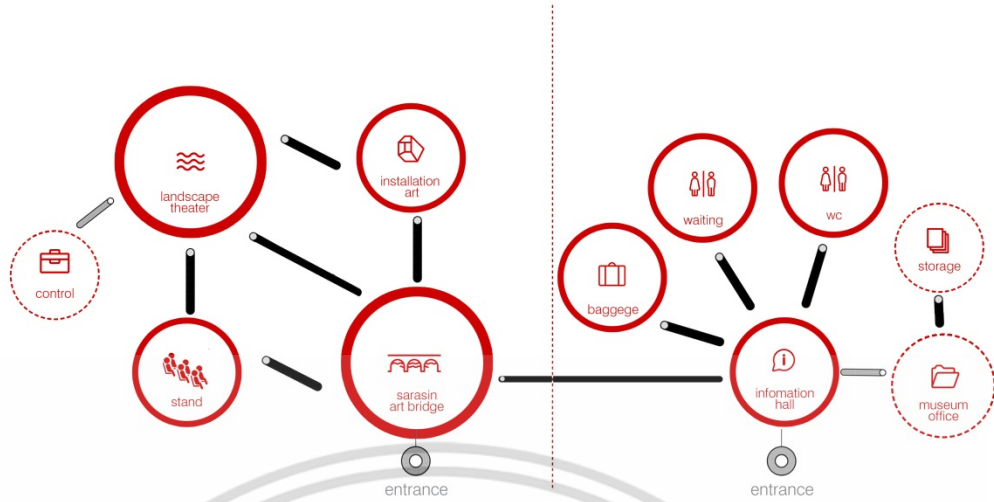 landscape
theater
installation
art
control
stand
sarasin
art bridge
entrance
waiting
wc
baggege
storage
infomation
hall
museum
office
entrance